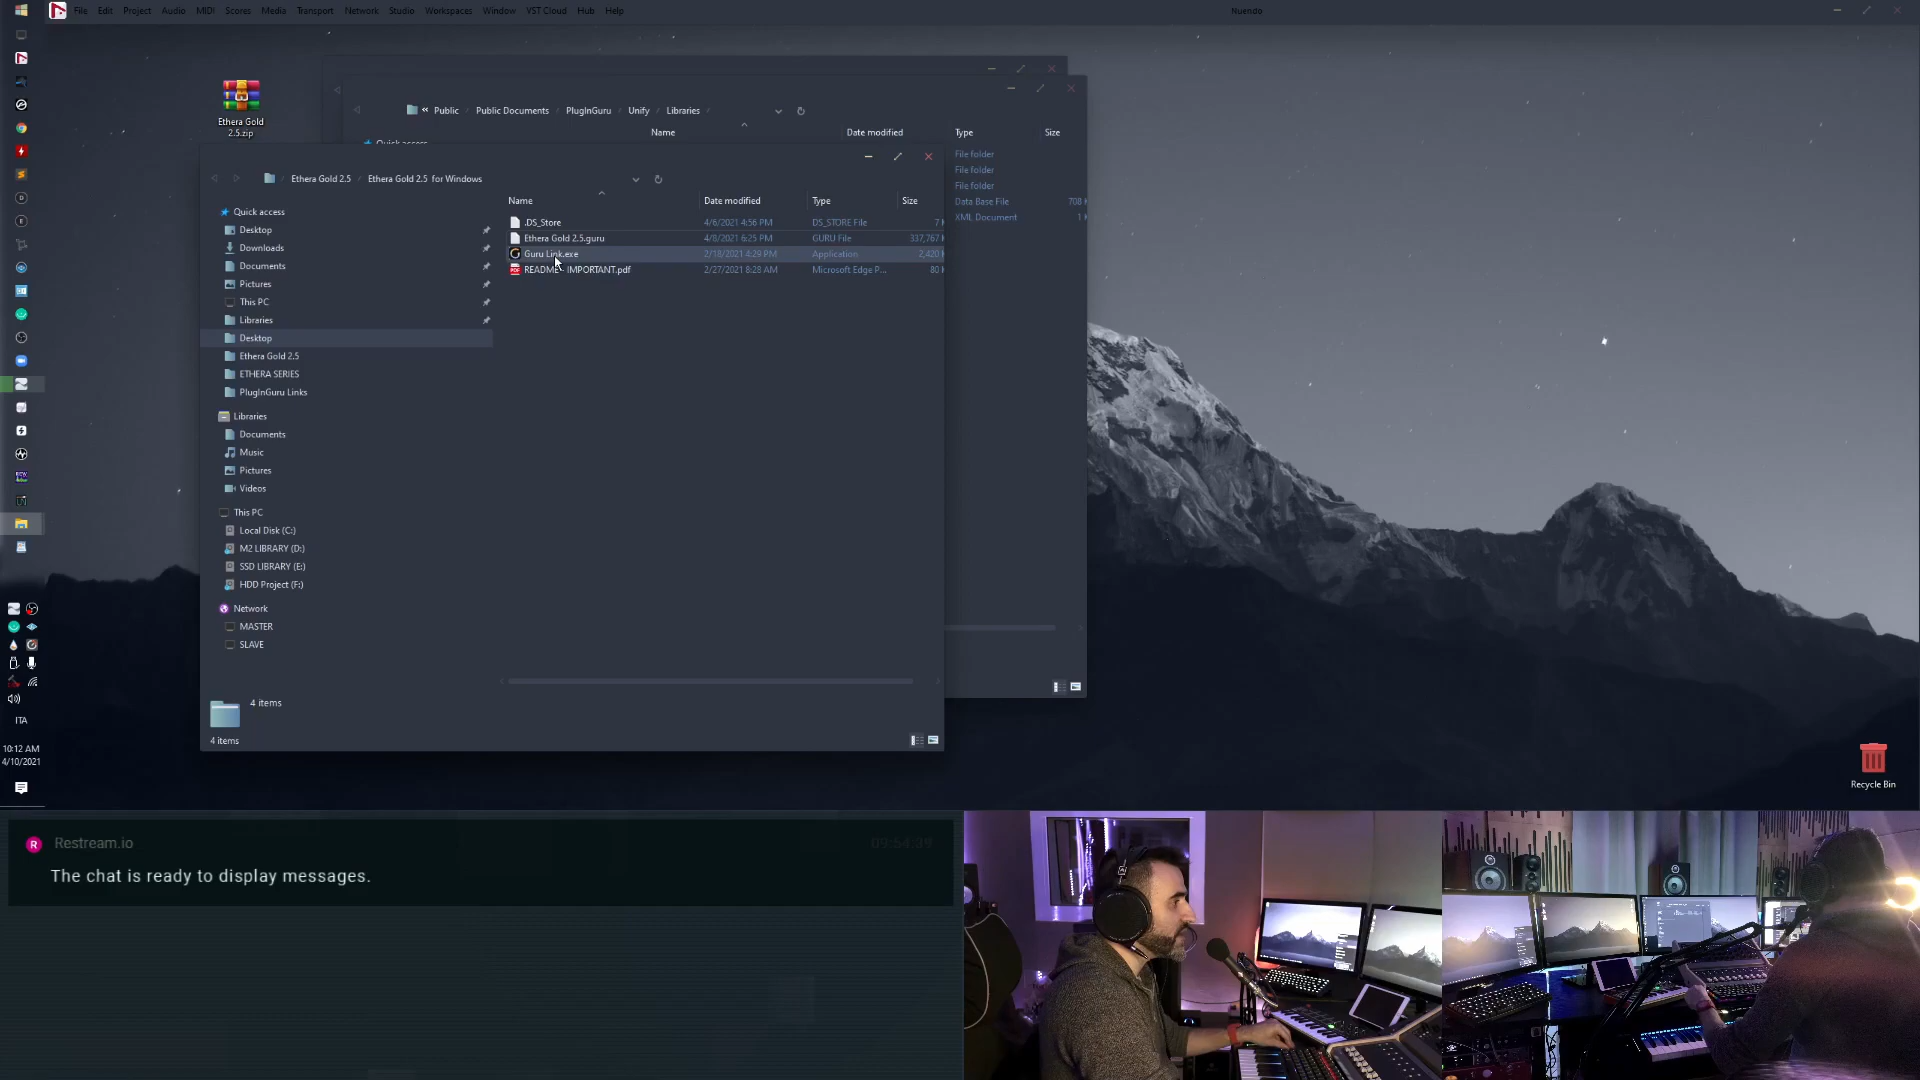 File Edit Project Audio MIDI Scores Media Transport Network Studio Workspaces Window VST Cloud Hub Help
Nuendo
Ethera Gold
2.5.zip
« Public / Public Documents / PlugInGuru / Unify / Libraries /
Name Date modified Type Size
Quick access
File folder
File folder
File folder
Data Base File 708 K
XML Document 1 K
Ethera Gold 2.5 / Ethera Gold 2.5 for Windows
Name Date modified Type Size
.DS_Store 4/6/2021 4:56 PM DS_STORE File 7 K
Ethera Gold 2.5.guru 4/8/2021 6:25 PM GURU File 337,767 K
Guru Link.exe 2/18/2021 4:29 PM Application 2,420 K
README - IMPORTANT.pdf 2/27/2021 8:28 AM Microsoft Edge P... 80 K
Quick access
Desktop
Downloads
Documents
Pictures
This PC
Libraries
Desktop
Ethera Gold 2.5
ETHERA SERIES
PlugInGuru Links
Libraries
Documents
Music
Pictures
Videos
This PC
Local Disk (C:)
M2 LIBRARY (D:)
SSD LIBRARY (E:)
HDD Project (F:)
Network
MASTER
SLAVE
4 items
4 items
ITA
10:12 AM
4/10/2021
Recycle Bin
R Restream.io 09:54:39
The chat is ready to display messages.